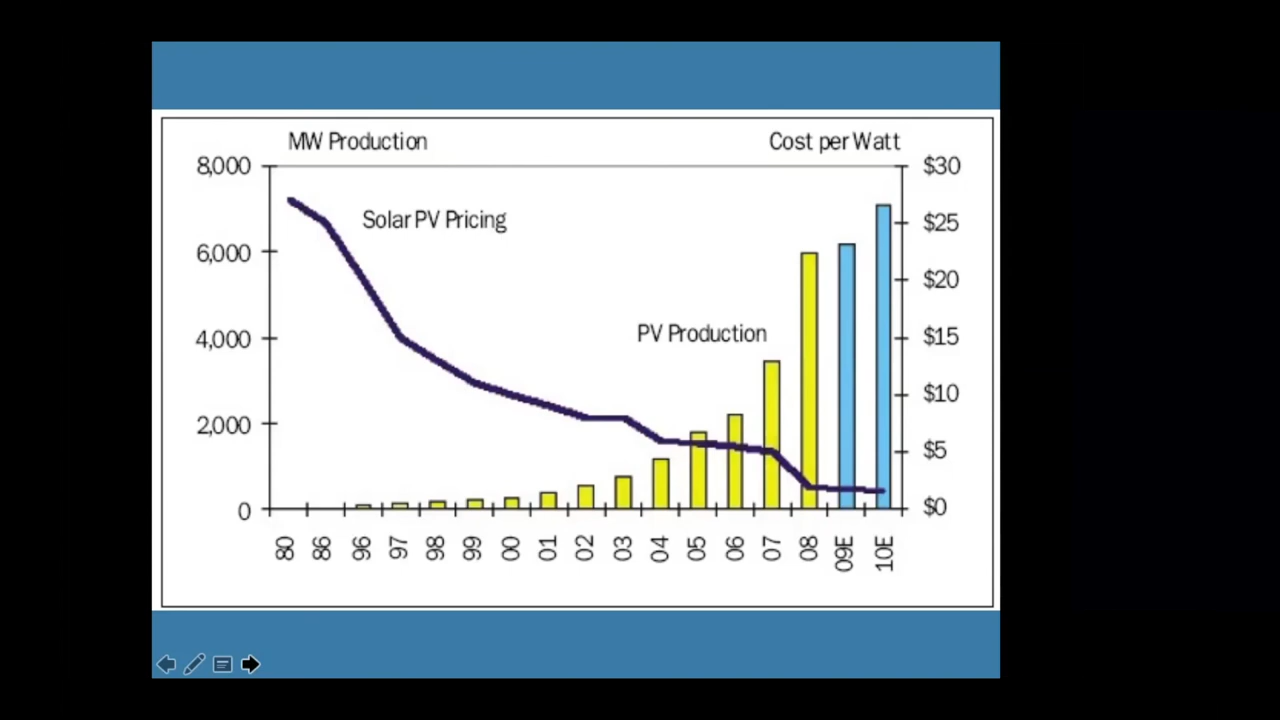 MW Production
Cost per Watt
8,000
$30
Solar PV Pricing
$25
6,000
$20
4,000
PV Production
$15
$10
2,000
$5
0
$0
80 86 96 97 98 99 00 01 02 03 04 05 06 07 08 09E 10E